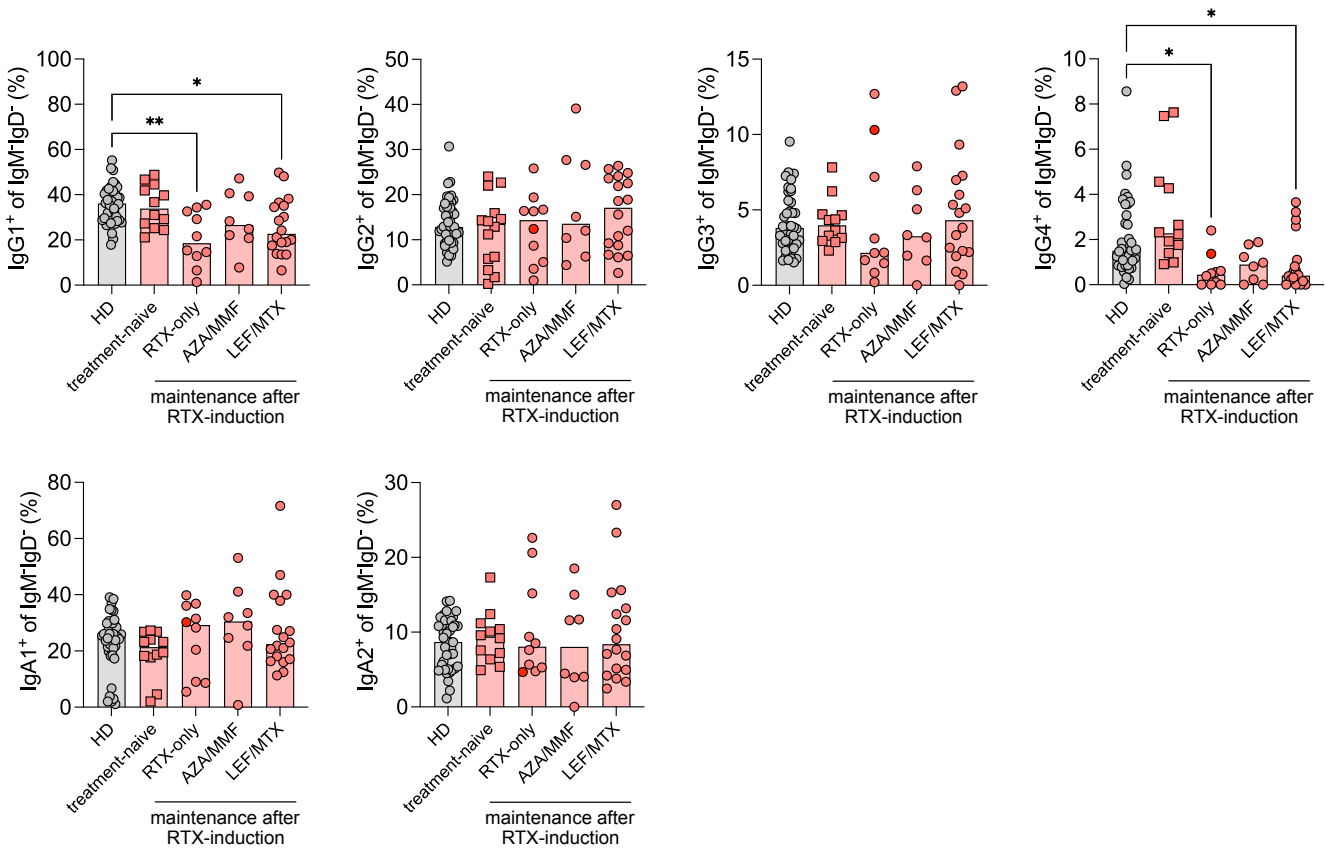 IgG1⁺ of IgM⁻IgD⁻ (%)
100
80
60
40
20
0
*
**
HD
treatment-naive
RTX-only
AZA/MMF
LEF/MTX
maintenance after
RTX-induction
IgG2⁺ of IgM⁻IgD⁻ (%)
50
40
30
20
10
0
HD
treatment-naive
RTX-only
AZA/MMF
LEF/MTX
maintenance after
RTX-induction
IgG3⁺ of IgM⁻IgD⁻ (%)
15
10
5
0
HD
treatment-naive
RTX-only
AZA/MMF
LEF/MTX
maintenance after
RTX-induction
IgG4⁺ of IgM⁻IgD⁻ (%)
10
8
6
4
2
0
*
*
HD
treatment-naive
RTX-only
AZA/MMF
LEF/MTX
maintenance after
RTX-induction
IgA1⁺ of IgM⁻IgD⁻ (%)
80
60
40
20
0
HD
treatment-naive
RTX-only
AZA/MMF
LEF/MTX
maintenance after
RTX-induction
IgA2⁺ of IgM⁻IgD⁻ (%)
30
20
10
0
HD
treatment-naive
RTX-only
AZA/MMF
LEF/MTX
maintenance after
RTX-induction